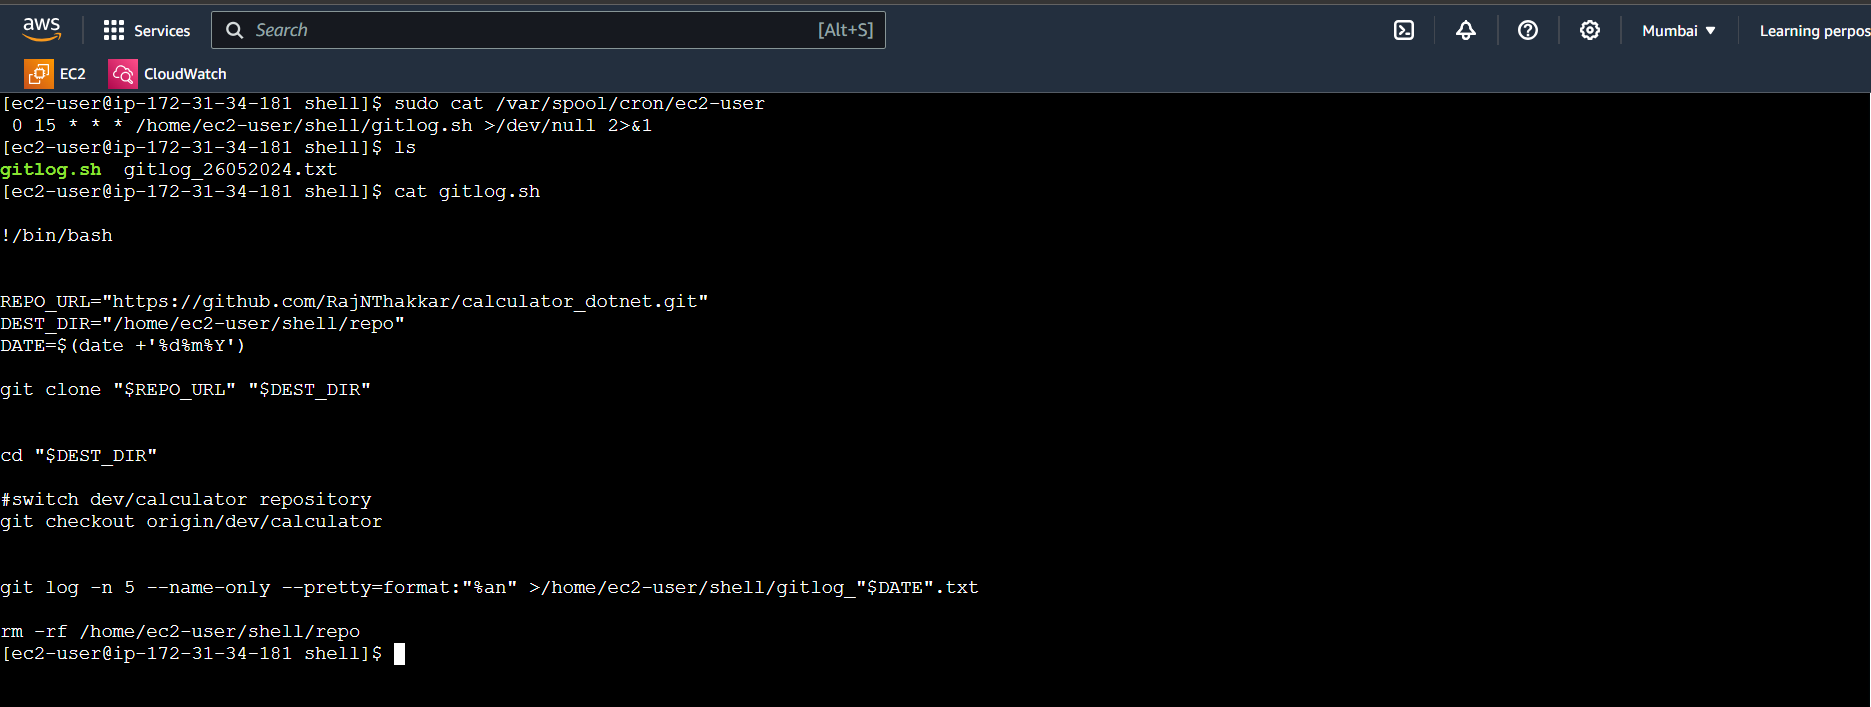 aws Services Search [Alt+S] Mumbai ▼ Learning perpos
EC2 CloudWatch
[ec2-user@ip-172-31-34-181 shell]$ sudo cat /var/spool/cron/ec2-user
 0 15 * * * /home/ec2-user/shell/gitlog.sh >/dev/null 2>&1
[ec2-user@ip-172-31-34-181 shell]$ ls
gitlog.sh  gitlog_26052024.txt
[ec2-user@ip-172-31-34-181 shell]$ cat gitlog.sh
!/bin/bash
REPO_URL="https://github.com/RajNThakkar/calculator_dotnet.git"
DEST_DIR="/home/ec2-user/shell/repo"
DATE=$(date +'%d%m%Y')
git clone "$REPO_URL" "$DEST_DIR"
cd "$DEST_DIR"
#switch dev/calculator repository
git checkout origin/dev/calculator
git log -n 5 --name-only --pretty=format:"%an" >/home/ec2-user/shell/gitlog_"$DATE".txt
rm -rf /home/ec2-user/shell/repo
[ec2-user@ip-172-31-34-181 shell]$